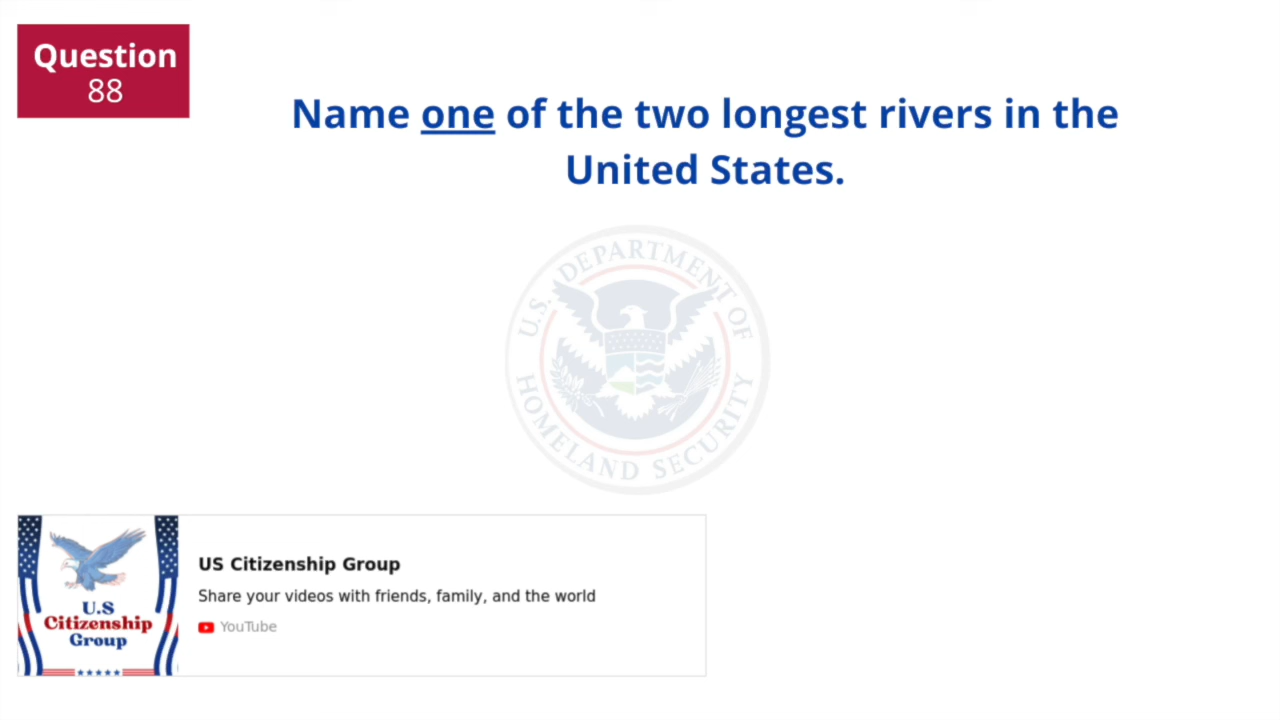 Question
88
Name one of the two longest rivers in the
United States.
U.S. DEPARTMENT OF
HOMELAND SECURITY
U.S
Citizenship
Group
US Citizenship Group
Share your videos with friends, family, and the world
YouTube